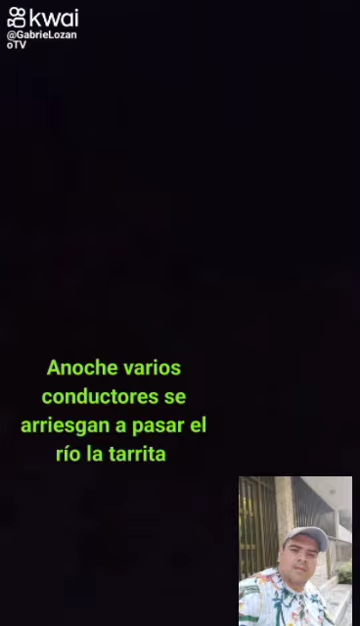 kwai
@GabrieLozan
oTV
Anoche varios
conductores se
arriesgan a pasar el
río la tarrita